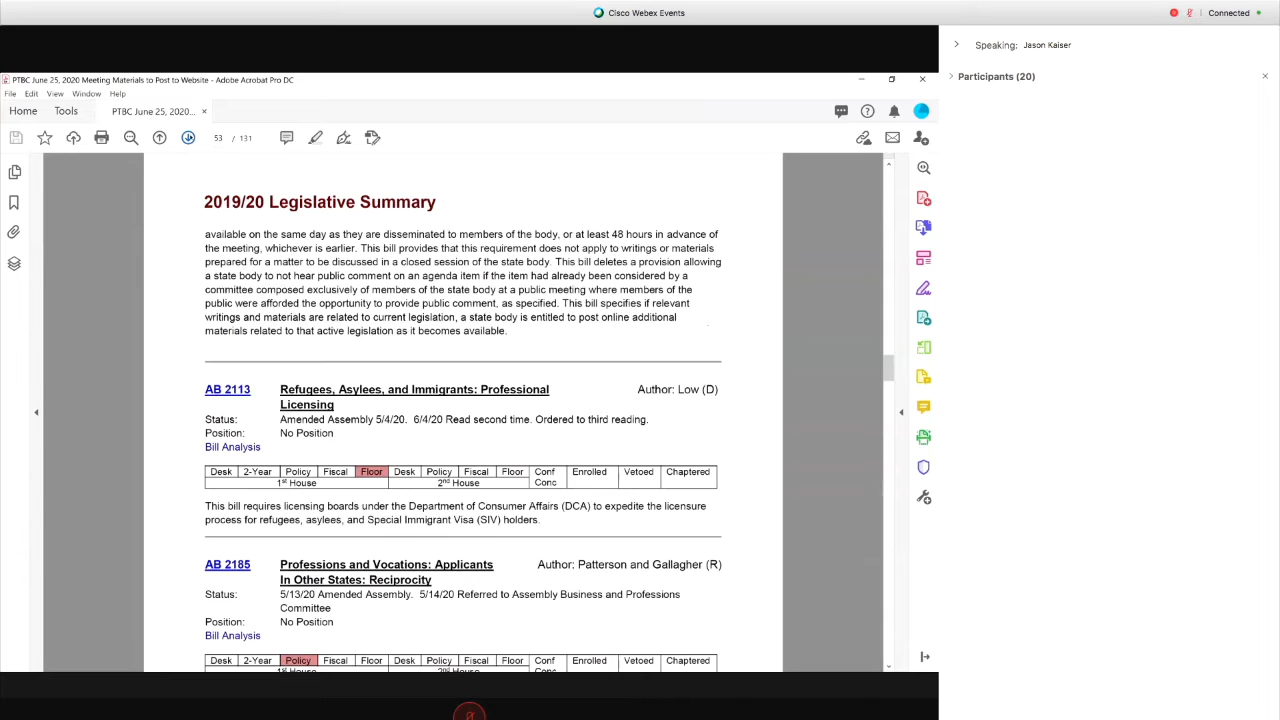 Cisco Webex Events
Connected
Speaking: Jason Kaiser
Participants (20)
PTBC June 25, 2020 Meeting Materials to Post to Website - Adobe Acrobat Pro DC
File Edit View Window Help
Home Tools PTBC June 25, 2020...
53 / 131
2019/20 Legislative Summary
available on the same day as they are disseminated to members of the body, or at least 48 hours in advance of
the meeting, whichever is earlier. This bill provides that this requirement does not apply to writings or materials
prepared for a matter to be discussed in a closed session of the state body. This bill deletes a provision allowing
a state body to not hear public comment on an agenda item if the item had already been considered by a
committee composed exclusively of members of the state body at a public meeting where members of the
public were afforded the opportunity to provide public comment, as specified. This bill specifies if relevant
writings and materials are related to current legislation, a state body is entitled to post online additional
materials related to that active legislation as it becomes available.
AB 2113 Refugees, Asylees, and Immigrants: Professional Author: Low (D)
Licensing
Status: Amended Assembly 5/4/20. 6/4/20 Read second time. Ordered to third reading.
Position: No Position
Bill Analysis
Desk 2-Year Policy Fiscal Floor Desk Policy Fiscal Floor Conf Enrolled Vetoed Chaptered
1st House 2nd House Conc
This bill requires licensing boards under the Department of Consumer Affairs (DCA) to expedite the licensure
process for refugees, asylees, and Special Immigrant Visa (SIV) holders.
AB 2185 Professions and Vocations: Applicants Author: Patterson and Gallagher (R)
In Other States: Reciprocity
Status: 5/13/20 Amended Assembly. 5/14/20 Referred to Assembly Business and Professions
Committee
Position: No Position
Bill Analysis
Desk 2-Year Policy Fiscal Floor Desk Policy Fiscal Floor Conf Enrolled Vetoed Chaptered
1st House 2nd House Conc